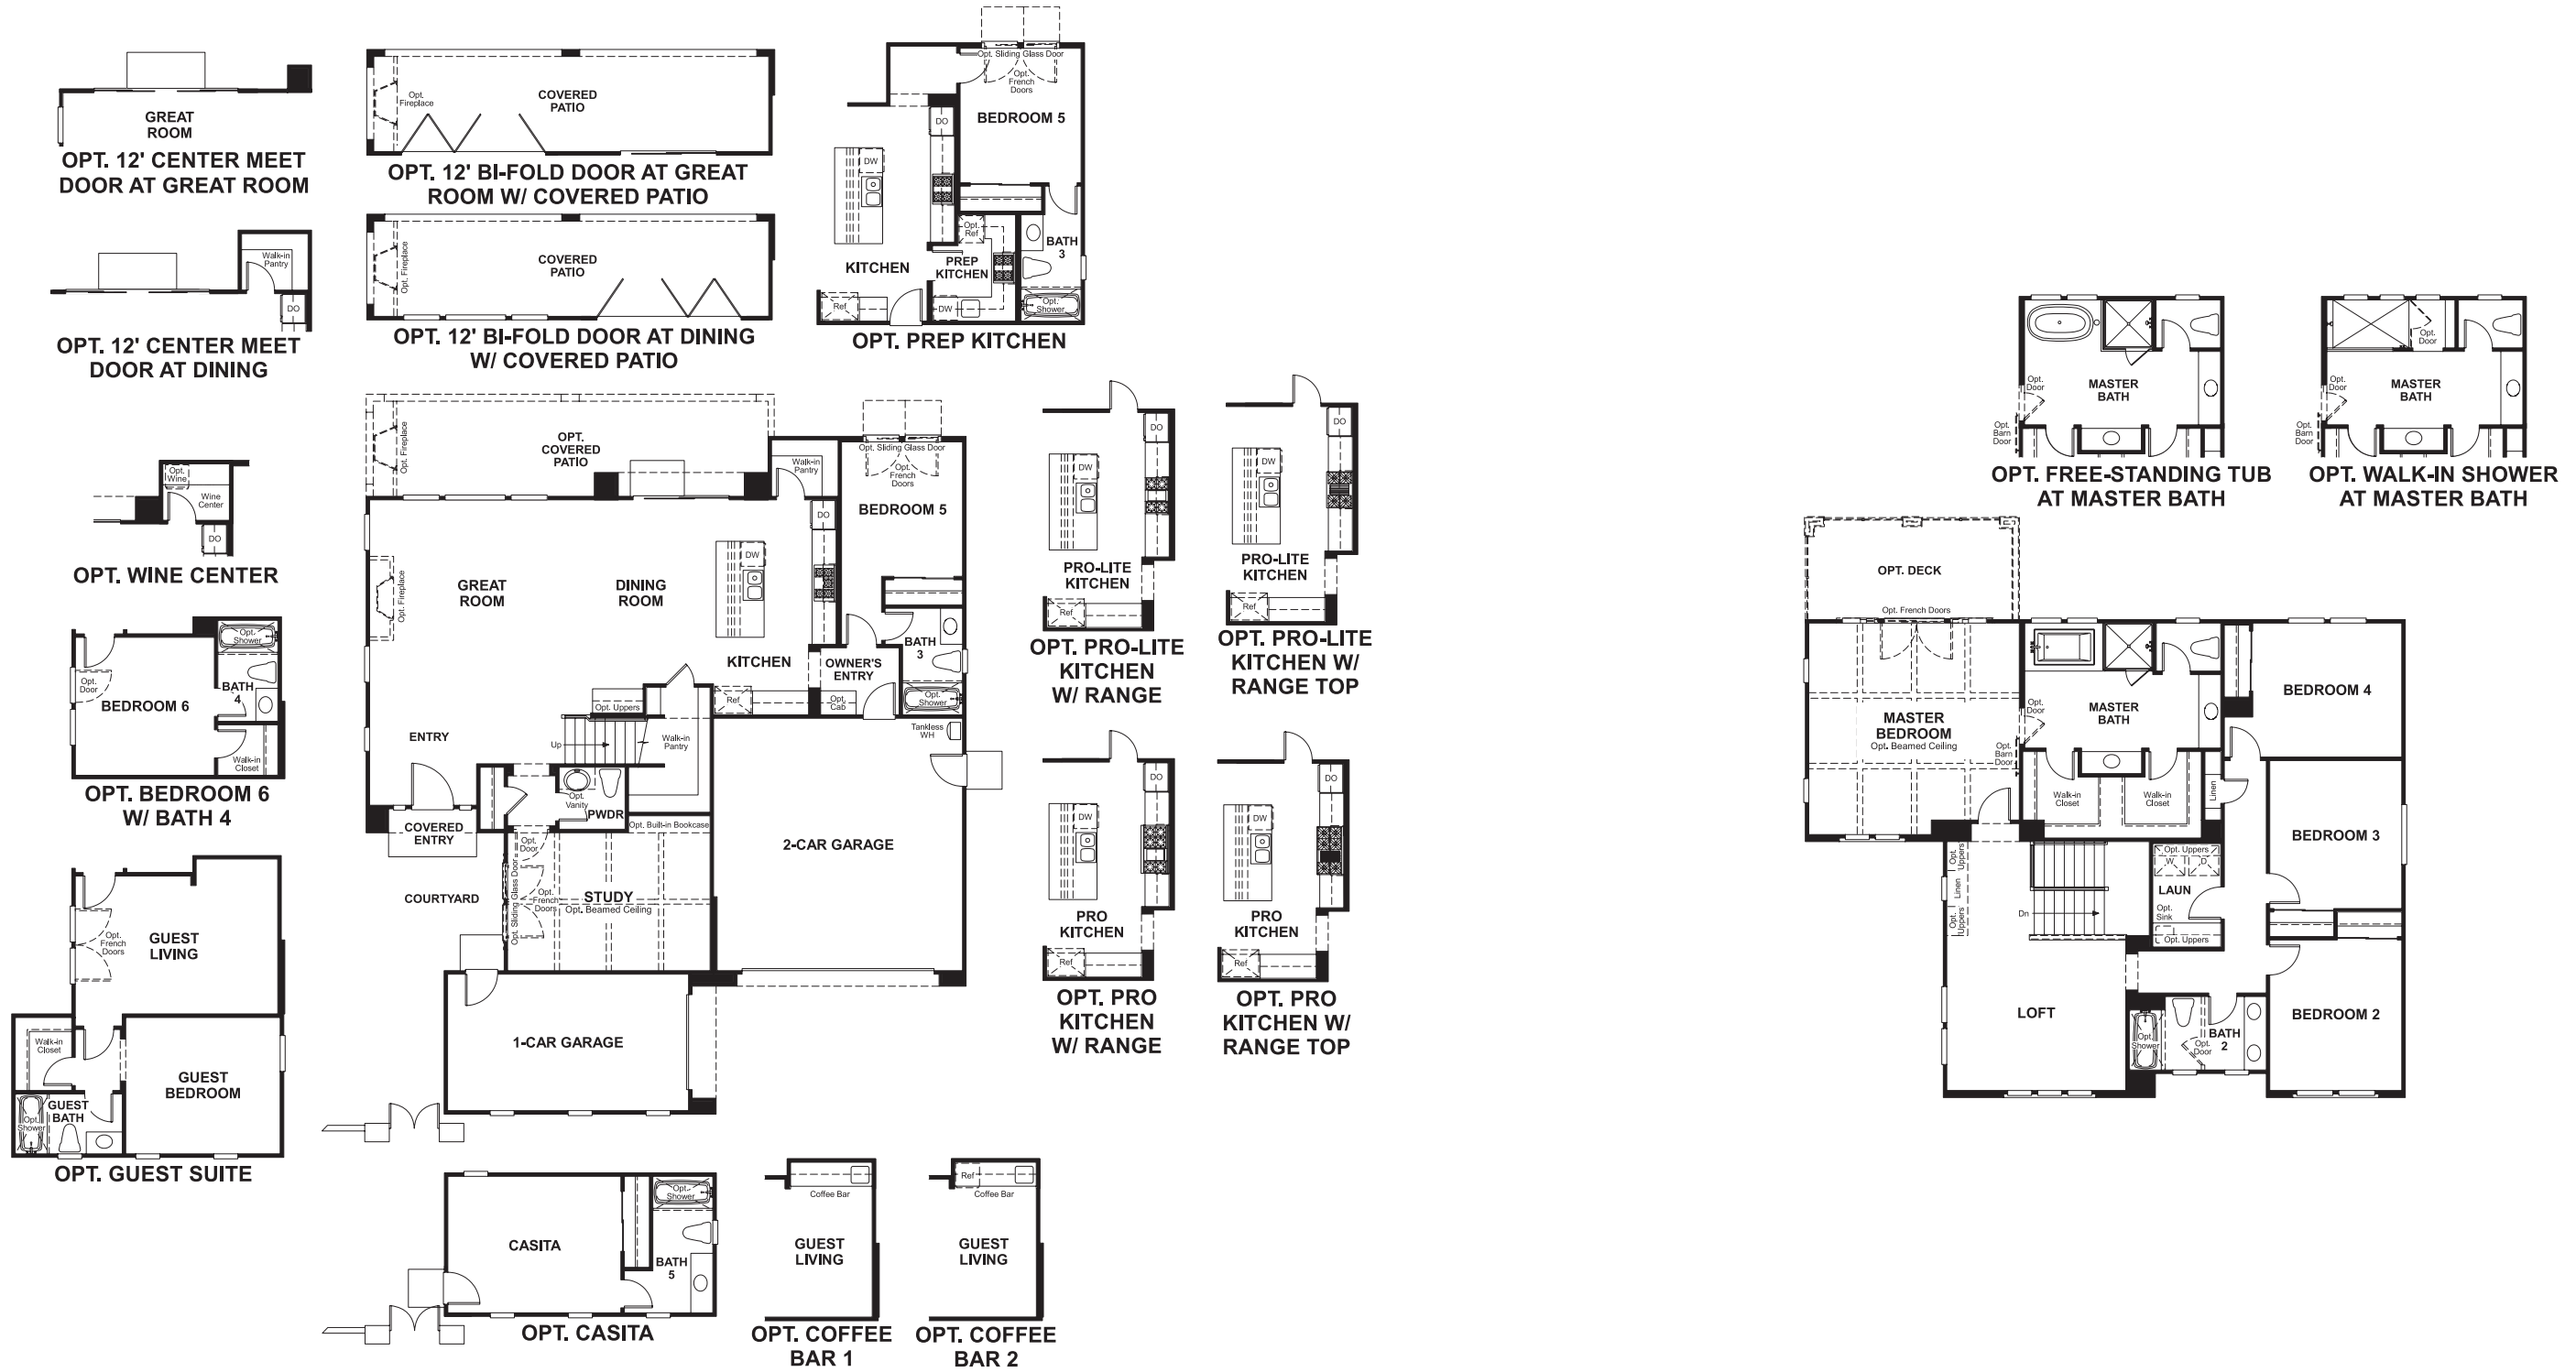 GREAT
ROOM
OPT. 12' CENTER MEET
DOOR AT GREAT ROOM
Opt.
Fireplace
COVERED
PATIO
OPT. 12' BI-FOLD DOOR AT GREAT
ROOM W/ COVERED PATIO
Walk-in
Pantry
DO
OPT. 12' CENTER MEET
DOOR AT DINING
Opt. Fireplace
COVERED
PATIO
OPT. 12' BI-FOLD DOOR AT DINING
W/ COVERED PATIO
Opt. Sliding Glass Door
Opt.
French
Doors
DO
BEDROOM 5
DW
Opt.
Ref
BATH
3
KITCHEN
PREP
KITCHEN
Ref
DW
Opt.
Shower
OPT. PREP KITCHEN
Opt.
Wine
Wine
Center
DO
OPT. WINE CENTER
Opt.
Shower
Opt.
Door
BATH
4
BEDROOM 6
Walk-in
Closet
OPT. BEDROOM 6
W/ BATH 4
GUEST
LIVING
Opt.
French
Doors
Walk-in
Closet
GUEST
BEDROOM
GUEST
BATH
Opt.
Shower
OPT. GUEST SUITE
OPT.
COVERED
PATIO
Opt. Fireplace
Walk-in
Pantry
Opt. Sliding Glass Door
Opt.
French
Doors
BEDROOM 5
DO
DW
GREAT
ROOM
DINING
ROOM
Opt. Fireplace
KITCHEN
OWNER'S
ENTRY
BATH
3
Ref
Opt.
Cab
Opt.
Shower
Opt. Uppers
ENTRY
Up
Walk-in
Pantry
Tankless
WH
Opt.
Vanity
PWDR
COVERED
ENTRY
Opt.
Door
Opt. Built-in Bookcase
2-CAR GARAGE
COURTYARD
Opt. Sliding Glass Door
Opt.
French
Doors
STUDY
Opt. Beamed Ceiling
1-CAR GARAGE
CASITA
Opt.
Shower
BATH
5
OPT. CASITA
Coffee Bar
GUEST
LIVING
OPT. COFFEE
BAR 1
Ref
Coffee Bar
GUEST
LIVING
OPT. COFFEE
BAR 2
DO
DW
PRO-LITE
KITCHEN
Ref
OPT. PRO-LITE
KITCHEN
W/ RANGE
DO
DW
PRO-LITE
KITCHEN
Ref
OPT. PRO-LITE
KITCHEN W/
RANGE TOP
DO
DW
PRO
KITCHEN
Ref
OPT. PRO
KITCHEN
W/ RANGE
DO
DW
PRO
KITCHEN
Ref
OPT. PRO
KITCHEN W/
RANGE TOP
Opt.
Door
MASTER
BATH
Opt.
Barn
Door
OPT. FREE-STANDING TUB
AT MASTER BATH
Opt.
Door
Opt.
Door
MASTER
BATH
Opt.
Barn
Door
OPT. WALK-IN SHOWER
AT MASTER BATH
OPT. DECK
Opt. French Doors
MASTER
BEDROOM
Opt. Beamed Ceiling
Opt.
Door
Opt.
Barn
Door
MASTER
BATH
BEDROOM 4
Walk-in
Closet
Walk-in
Closet
Linen
BEDROOM 3
Opt.
Uppers
Linen
Opt.
Uppers
Opt. Uppers
W
D
LAUN
Opt.
Sink
Opt. Uppers
Dn
LOFT
Opt.
Shower
Opt.
Door
BATH
2
BEDROOM 2